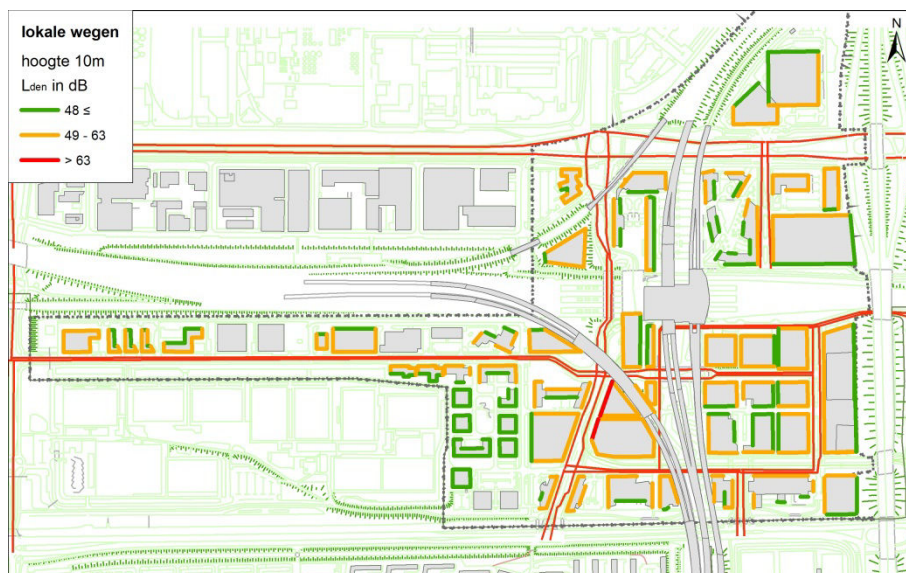 lokale wegen
hoogte 10m
Lden in dB
48 ≤
49 - 63
> 63
N